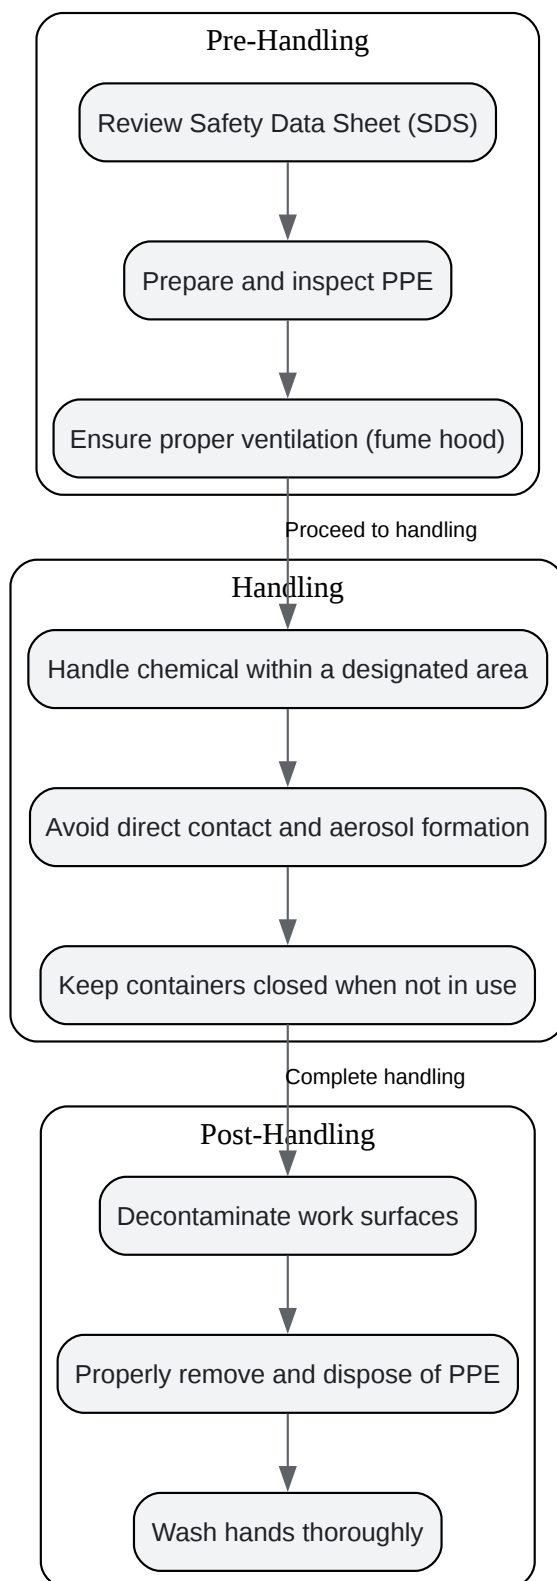 Pre-Handling
Review Safety Data Sheet (SDS)
Prepare and inspect PPE
Ensure proper ventilation (fume hood)
Proceed to handling
Handling
Handle chemical within a designated area
Avoid direct contact and aerosol formation
Keep containers closed when not in use
Complete handling
Post-Handling
Decontaminate work surfaces
Properly remove and dispose of PPE
Wash hands thoroughly